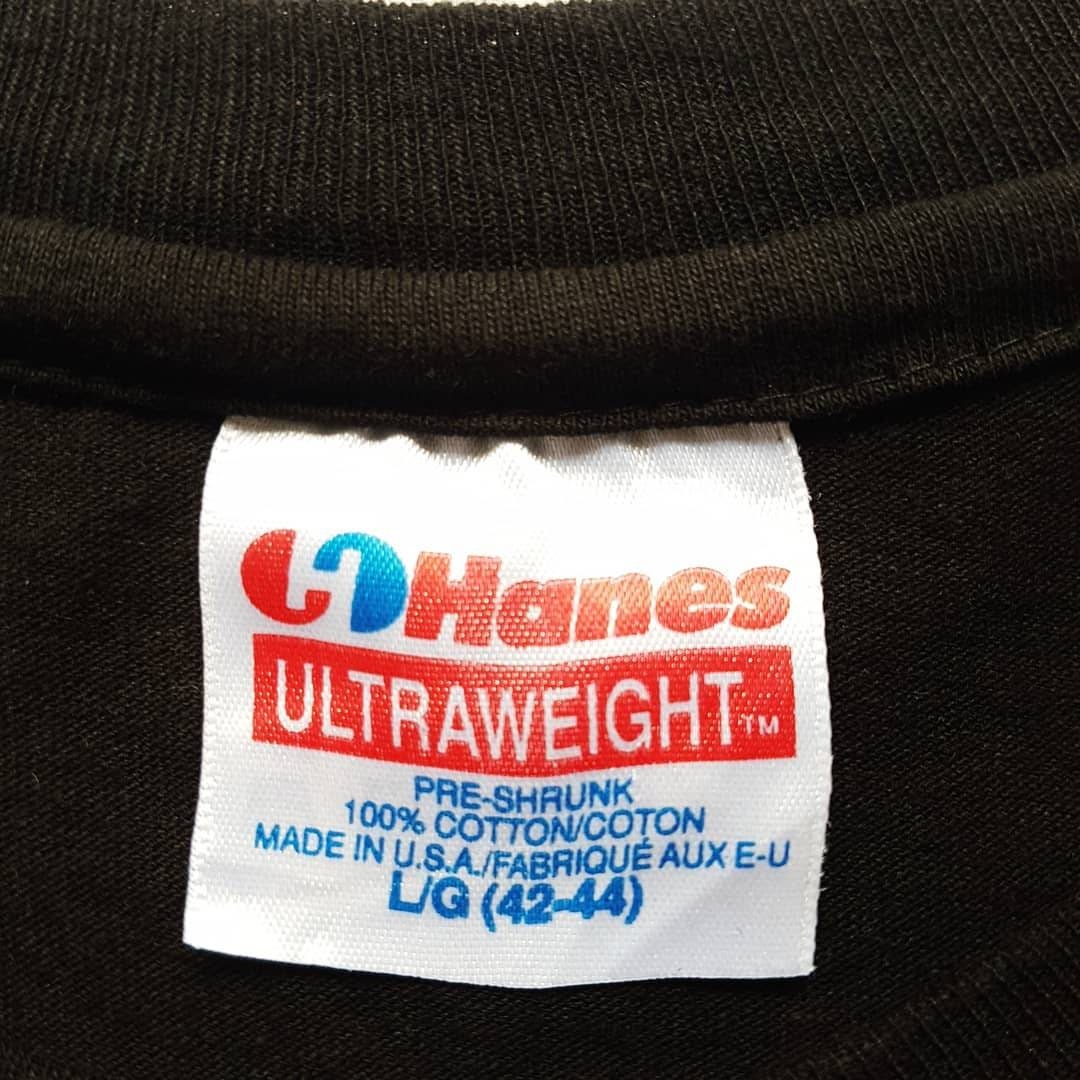 Hanes
ULTRAWEIGHT™
PRE-SHRUNK
100% COTTON/COTON
MADE IN U.S.A./FABRIQUÉ AUX E-U
L/G (42-44)